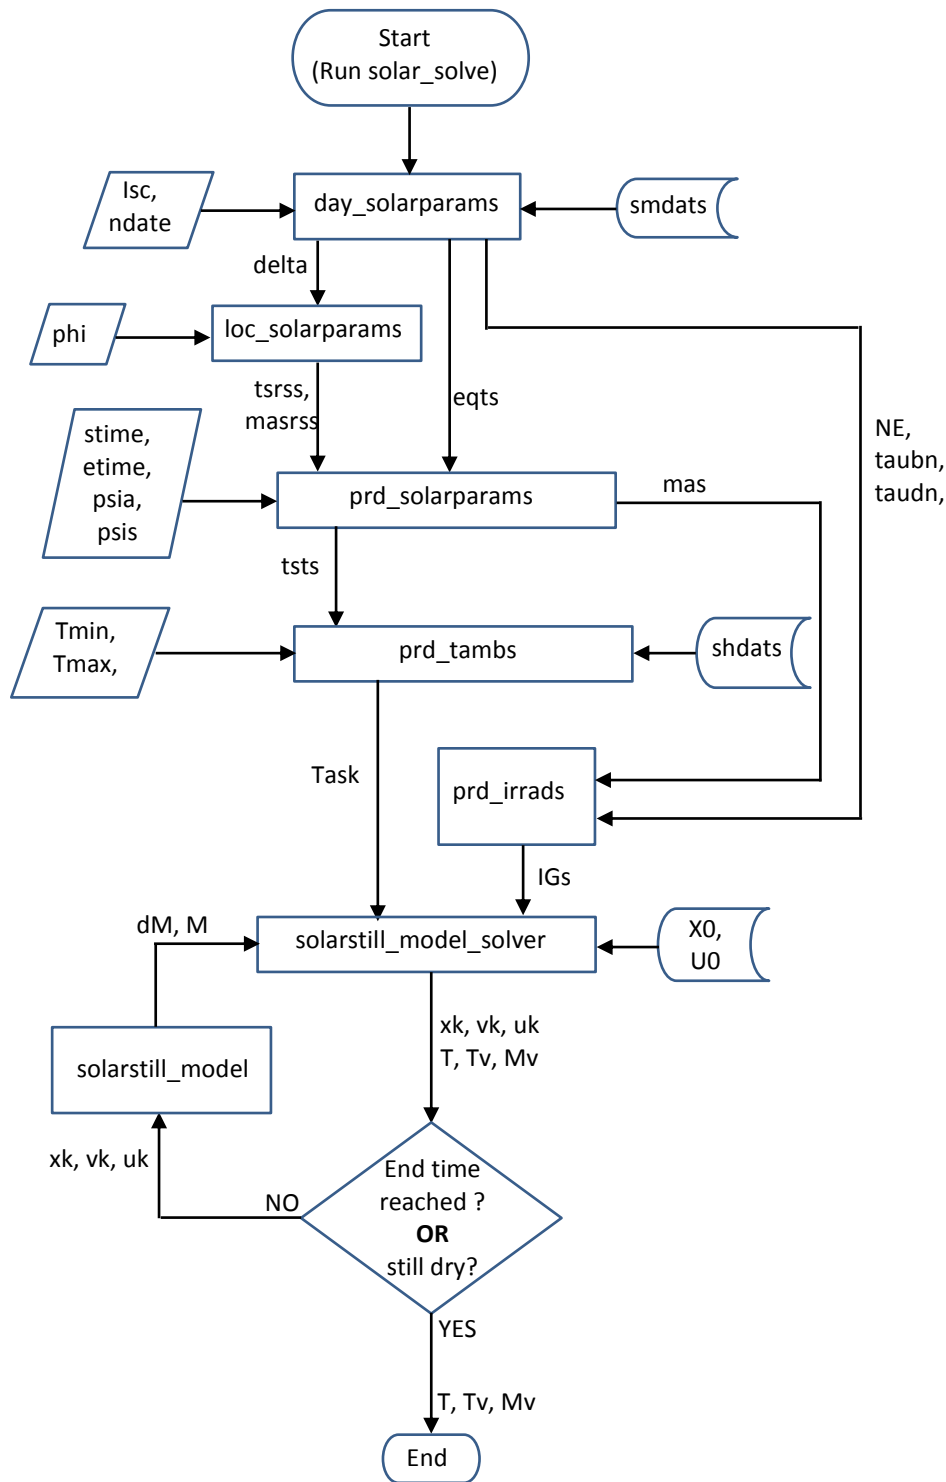 Start
(Run solar_solve)
Isc,
ndate
day_solarparams
smdats
delta
phi
loc_solarparams
tsrss,
masrss
eqts
NE,
taubn,
taudn,
stime,
etime,
psia,
psis
prd_solarparams
mas
tsts
Tmin,
Tmax,
prd_tambs
shdats
Task
prd_irrads
IGs
dM, M
solarstill_model_solver
X0,
U0
xk, vk, uk
T, Tv, Mv
solarstill_model
xk, vk, uk
NO
End time
reached ?
OR
still dry?
YES
T, Tv, Mv
End